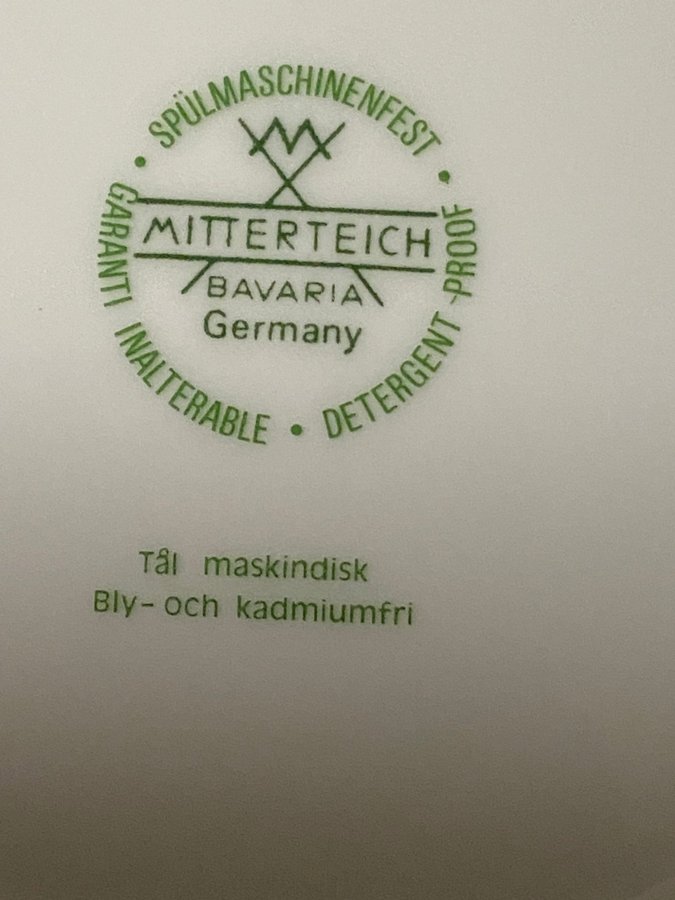 • SPÜLMASCHINENFEST •
GARANTI INALTERABLE • DETERGENT-PROOF
MITTERTEICH
BAVARIA
Germany
Tål maskindisk
Bly- och kadmiumfri